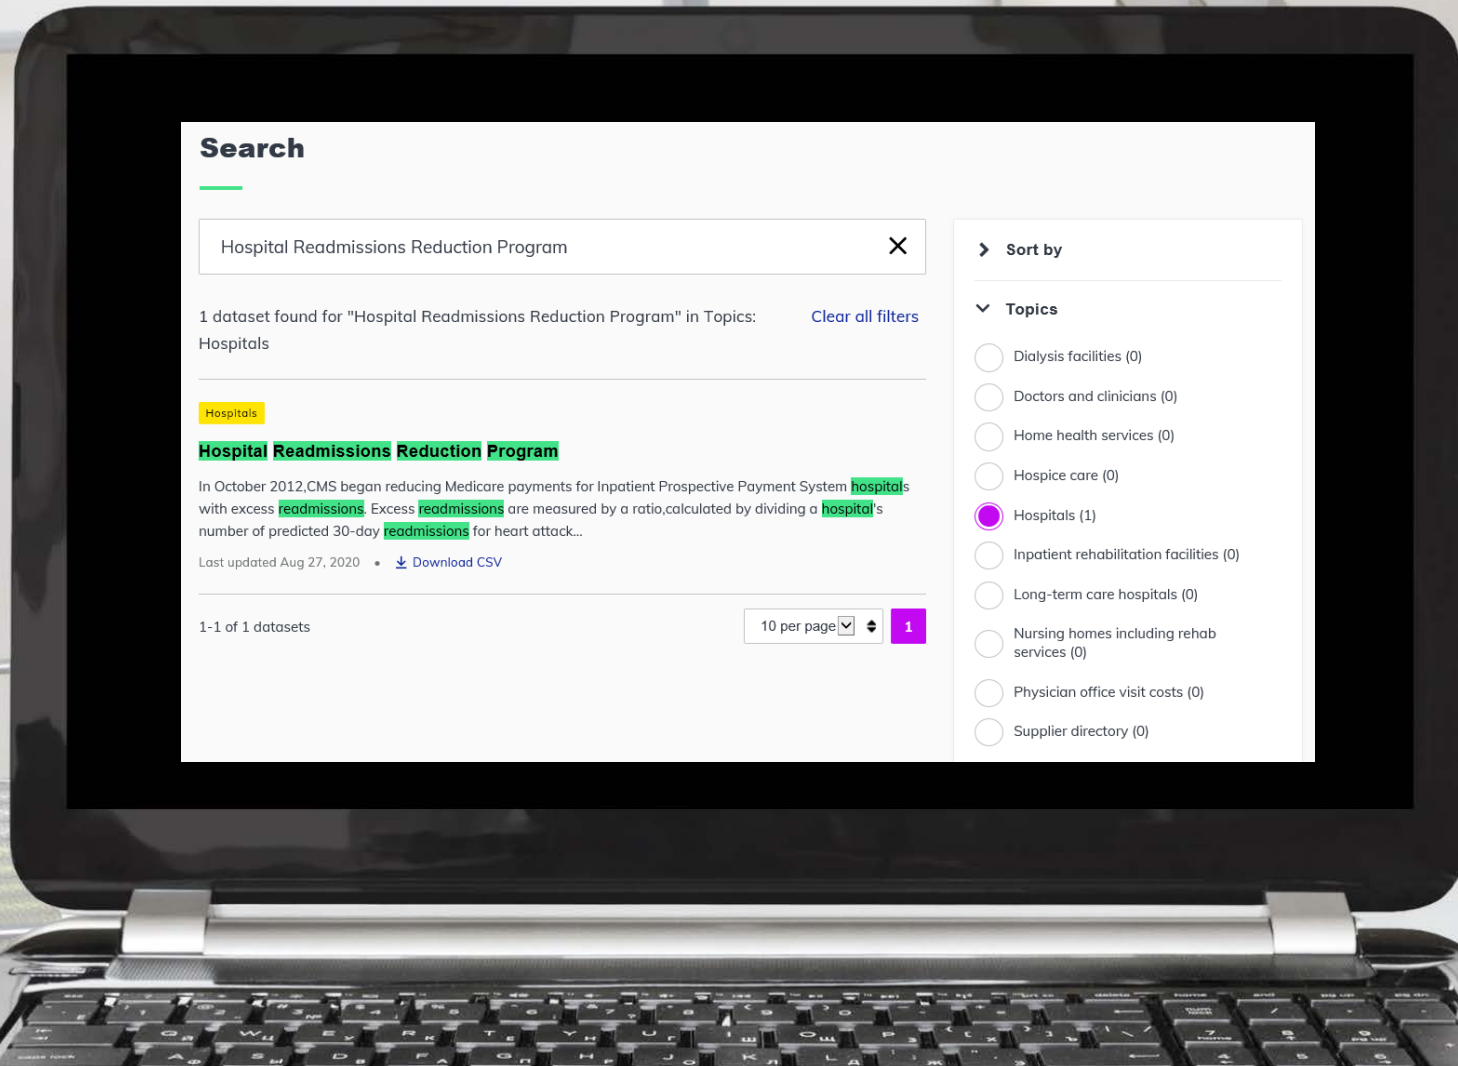 Search
Hospital Readmissions Reduction Program
1 dataset found for "Hospital Readmissions Reduction Program" in Topics:
Hospitals
Clear all filters
Hospitals
Hospital Readmissions Reduction Program
In October 2012,CMS began reducing Medicare payments for Inpatient Prospective Payment System hospitals
with excess readmissions. Excess readmissions are measured by a ratio,calculated by dividing a hospital's
number of predicted 30-day readmissions for heart attack...
Last updated Aug 27, 2020 • Download CSV
1-1 of 1 datasets
10 per page
1
Sort by
Topics
Dialysis facilities (0)
Doctors and clinicians (0)
Home health services (0)
Hospice care (0)
Hospitals (1)
Inpatient rehabilitation facilities (0)
Long-term care hospitals (0)
Nursing homes including rehab
services (0)
Physician office visit costs (0)
Supplier directory (0)
delete
home
end
pg up
Q W E R T Y U
A S D F G H J K L